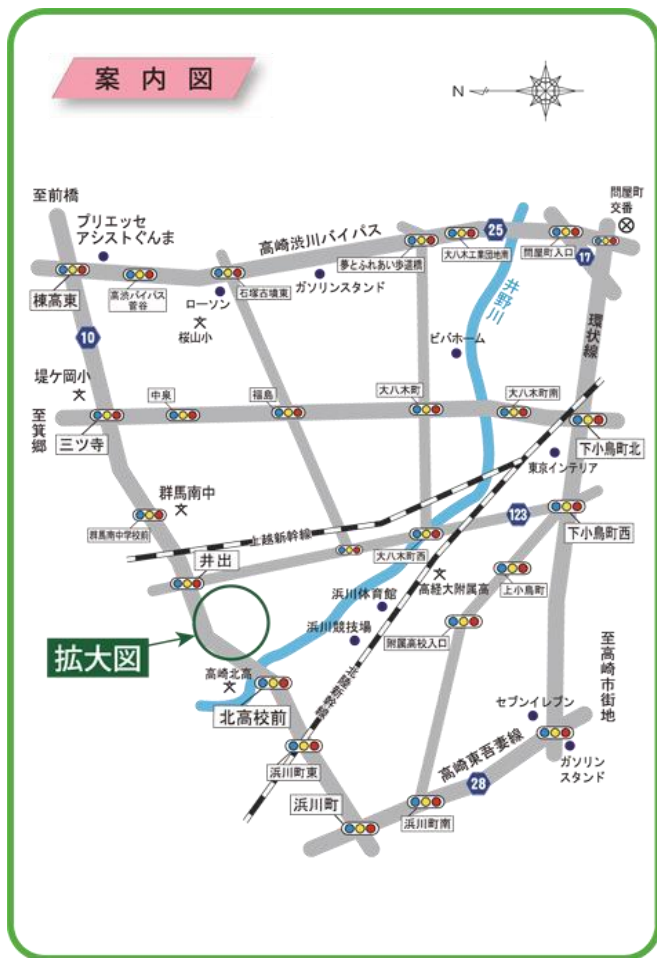 案内図
N
至前橋
プリエッセ
アシストぐんま
高崎渋川バイパス
25
問屋町
交番
棟高東
高渋バイパス
菅谷
ローソン
石塚古墳東
ガソリンスタンド
夢とふれあい歩道橋
大八木工業団地南
問屋町入口
17
桜山小
井野川
10
ビバホーム
環状線
堤ケ岡小
至箕郷
三ツ寺
中泉
福島
大八木町
大八木町南
下小鳥町北
東京インテリア
群馬南中
群馬南中学校前
上越新幹線
123
下小鳥町西
井出
大八木町西
高経大附属高
上小鳥町
浜川体育館
浜川競技場
附属高校入口
拡大図
高崎北高
北高校前
北陸新幹線
至高崎市街地
セブンイレブン
浜川町東
高崎東吾妻線
ガソリン
スタンド
28
浜川町
浜川町南